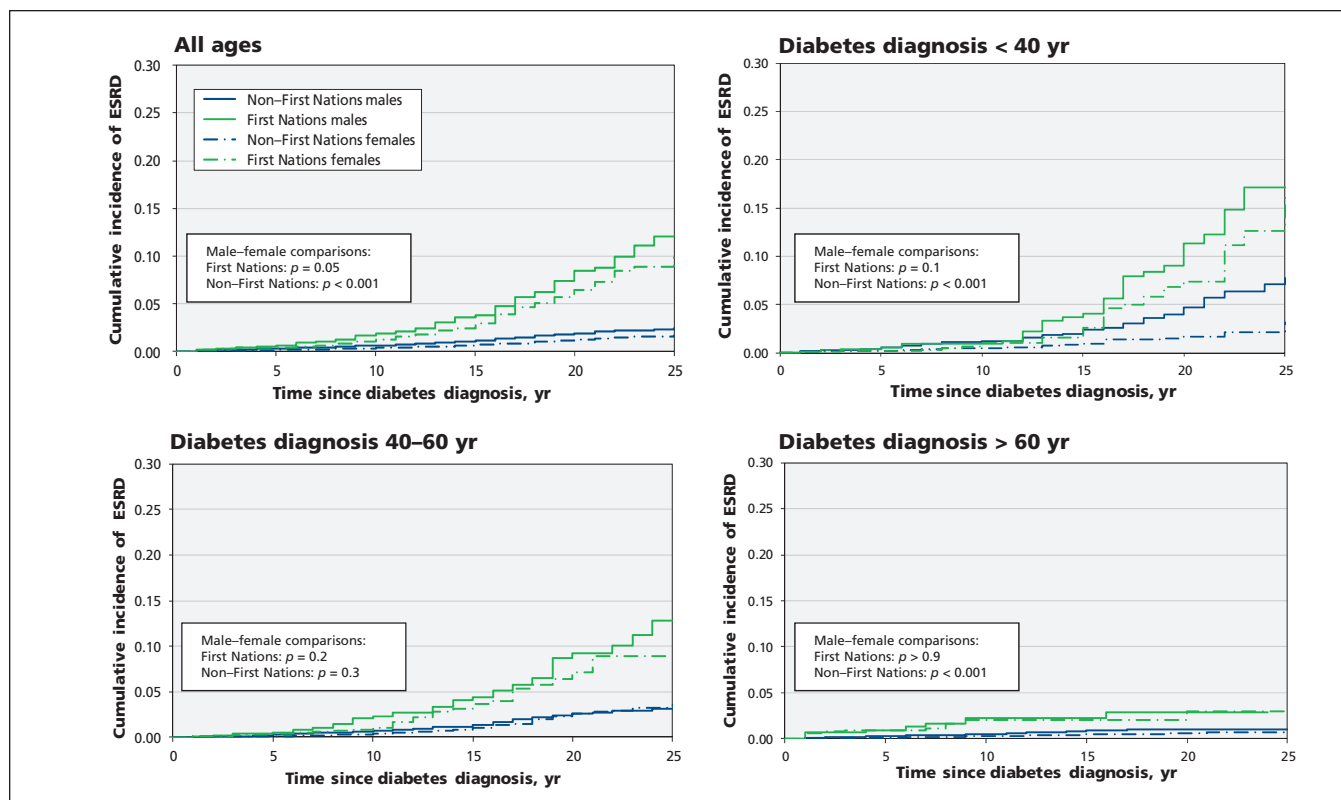 All ages
Cumulative incidence of ESRD
0.30
0.25
0.20
0.15
0.10
0.05
0.00
Non–First Nations males
First Nations males
Non–First Nations females
First Nations females
Male–female comparisons:
First Nations: p = 0.05
Non–First Nations: p < 0.001
0 5 10 15 20 25
Time since diabetes diagnosis, yr
Diabetes diagnosis < 40 yr
Cumulative incidence of ESRD
0.30
0.25
0.20
0.15
0.10
0.05
0.00
Male–female comparisons:
First Nations: p = 0.1
Non–First Nations: p < 0.001
0 5 10 15 20 25
Time since diabetes diagnosis, yr
Diabetes diagnosis 40–60 yr
Cumulative incidence of ESRD
0.30
0.25
0.20
0.15
0.10
0.05
0.00
Male–female comparisons:
First Nations: p = 0.2
Non–First Nations: p = 0.3
0 5 10 15 20 25
Time since diabetes diagnosis, yr
Diabetes diagnosis > 60 yr
Cumulative incidence of ESRD
0.30
0.25
0.20
0.15
0.10
0.05
0.00
Male–female comparisons:
First Nations: p > 0.9
Non–First Nations: p < 0.001
0 5 10 15 20 25
Time since diabetes diagnosis, yr